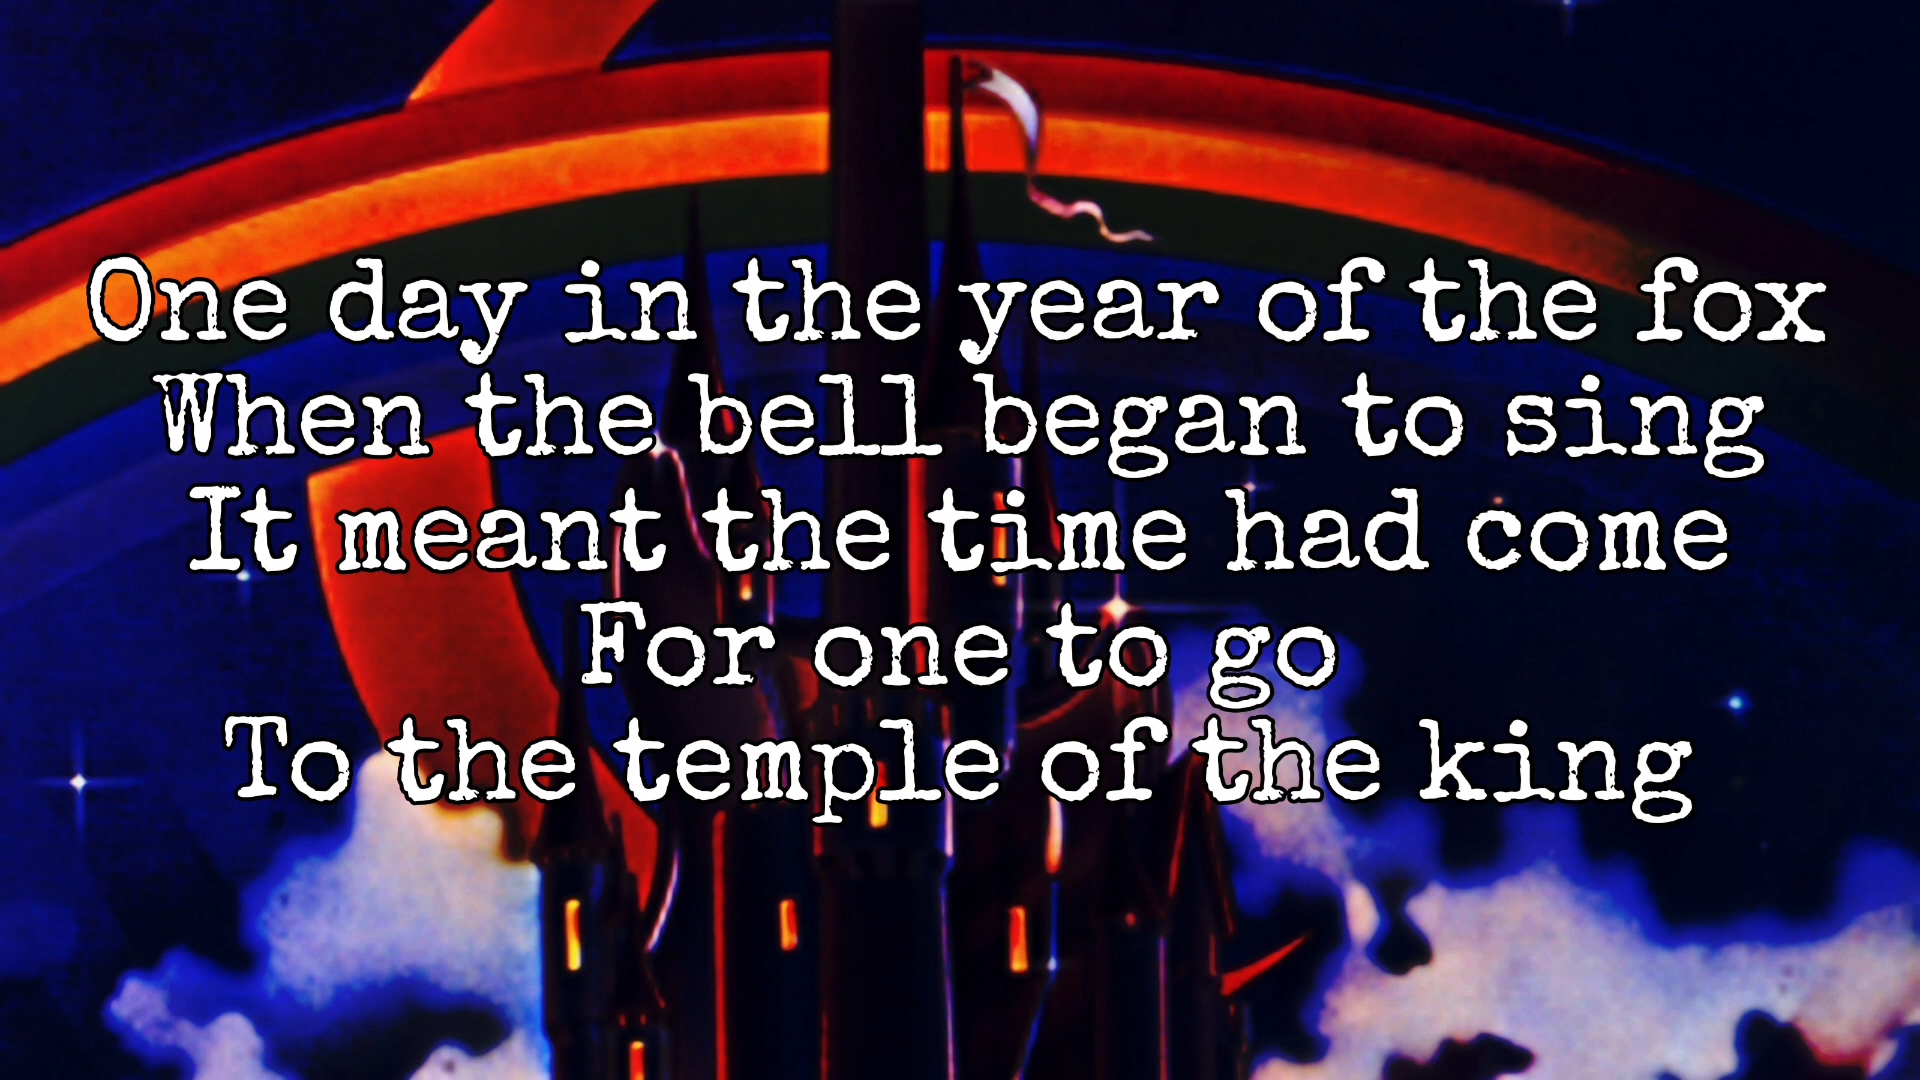 One day in the year of the fox
When the bell began to sing
It meant the time had come
For one to go
To the temple of the king